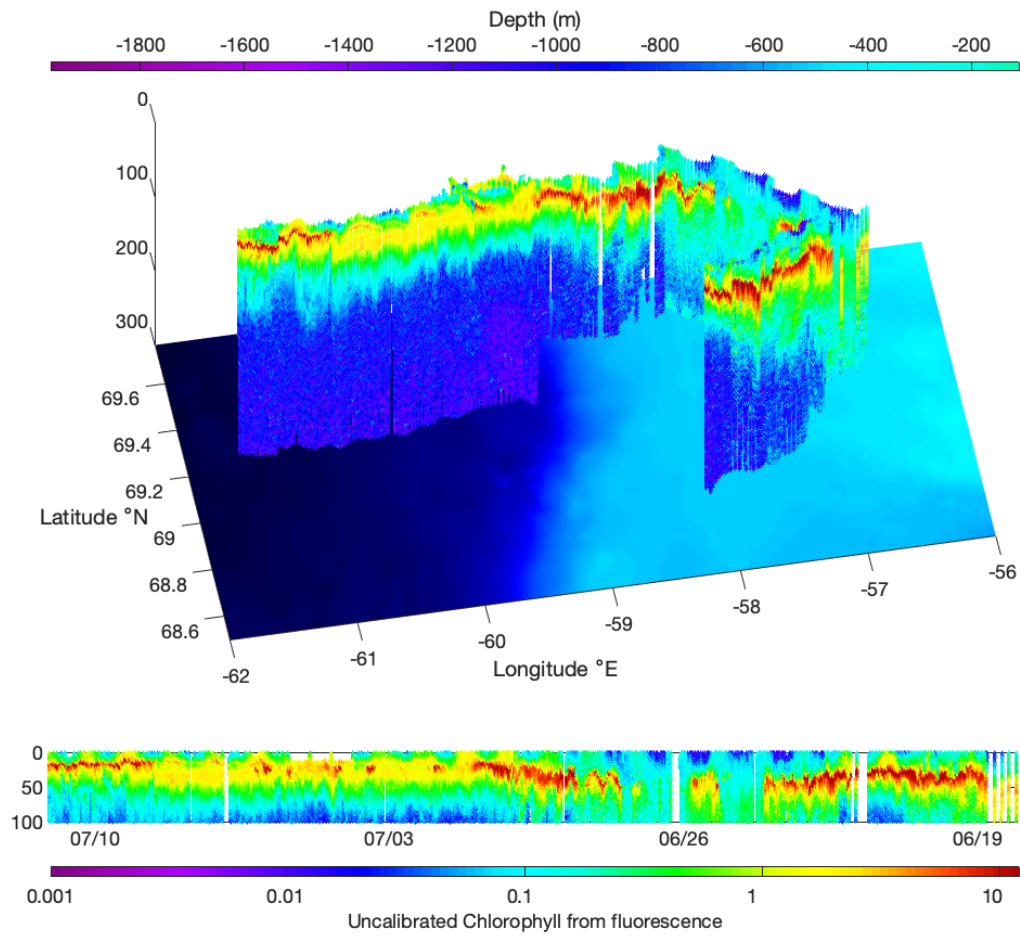 Depth (m)
-1800 -1600 -1400 -1200 -1000 -800 -600 -400 -200
0
100
200
300
69.6
69.4
69.2
Latitude °N
69
68.8
68.6
-56
-57
-58
-59
-60
-61
-62
Longitude °E
0
50
100
07/10 07/03 06/26 06/19
0.001 0.01 0.1 1 10
Uncalibrated Chlorophyll from fluorescence